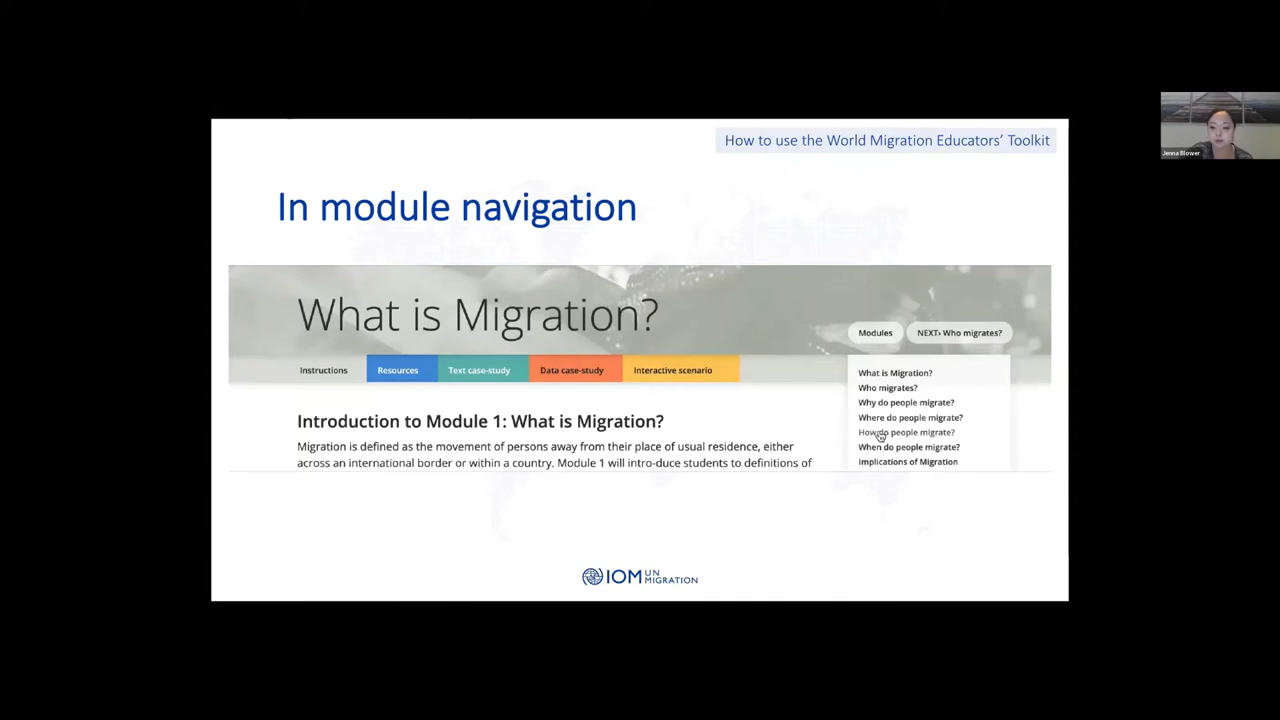 How to use the World Migration Educators' Toolkit
Jenna Blower
In module navigation
What is Migration?
Modules
NEXT› Who migrates?
Instructions
Resources
Text case-study
Data case-study
Interactive scenario
What is Migration?
Who migrates?
Why do people migrate?
Where do people migrate?
How do people migrate?
When do people migrate?
Implications of Migration
Introduction to Module 1: What is Migration?
Migration is defined as the movement of persons away from their place of usual residence, either
across an international border or within a country. Module 1 will intro-duce students to definitions of
IOM UN MIGRATION